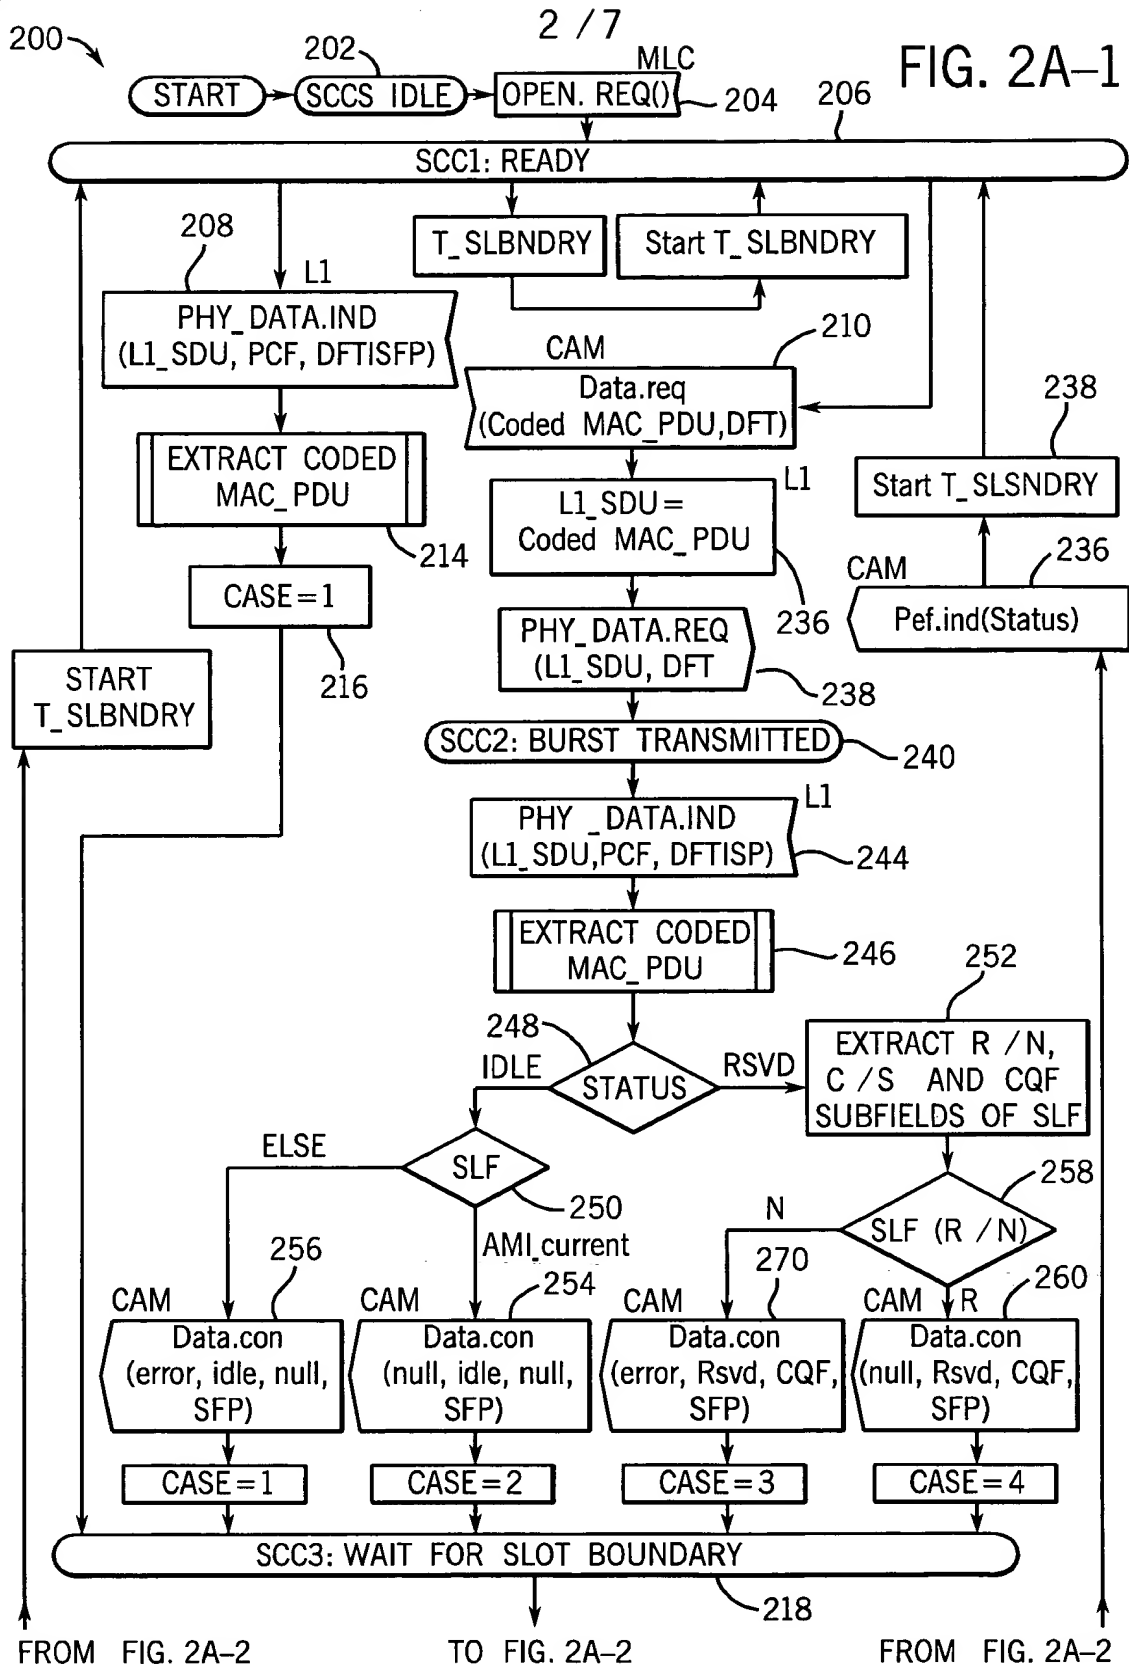 2 / 7
FIG. 2A–1
200
202
MLC
START
SCCS IDLE
OPEN. REQ()
204
206
SCC1: READY
208
L1
PHY_DATA.IND
(L1_SDU, PCF, DFTISFP)
T_SLBNDRY
Start T_SLBNDRY
210
CAM
Data.req
(Coded MAC_PDU,DFT)
238
EXTRACT CODED
MAC_PDU
214
L1
L1_SDU=
Coded MAC_PDU
236
Start T_SLSNDRY
CASE=1
216
CAM
236
Pef.ind(Status)
PHY_DATA.REQ
(L1_SDU, DFT
238
START
T_SLBNDRY
SCC2: BURST TRANSMITTED
240
L1
PHY _DATA.IND
(L1_SDU,PCF, DFTISP)
244
EXTRACT CODED
MAC_PDU
246
252
248
IDLE
STATUS
RSVD
EXTRACT R /N,
C /S AND CQF
SUBFIELDS OF SLF
ELSE
SLF
250
258
N
SLF (R /N)
AMI_current
256
254
270
260
CAM
CAM
CAM
CAM
R
Data.con
(error, idle, null,
SFP)
Data.con
(null, idle, null,
SFP)
Data.con
(error, Rsvd, CQF,
SFP)
Data.con
(null, Rsvd, CQF,
SFP)
CASE=1
CASE=2
CASE=3
CASE=4
SCC3: WAIT FOR SLOT BOUNDARY
218
FROM FIG. 2A–2
TO FIG. 2A–2
FROM FIG. 2A–2